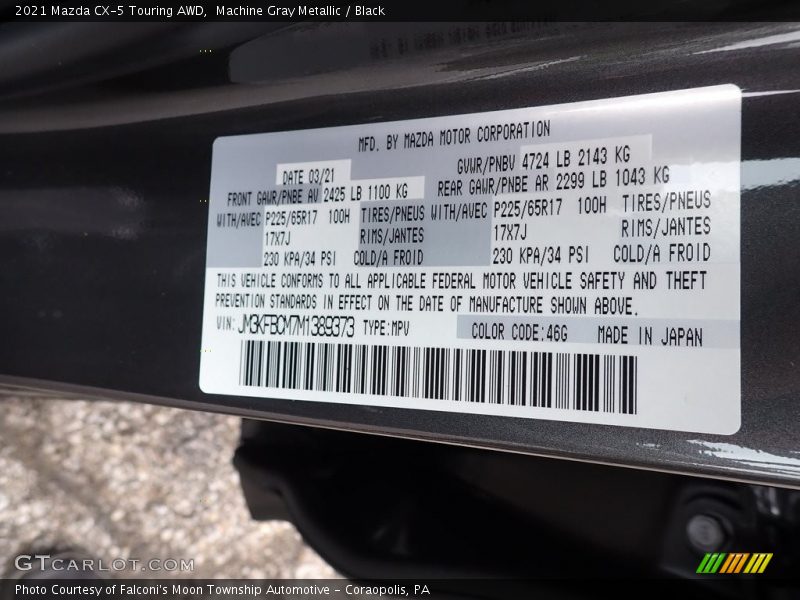 2021 Mazda CX-5 Touring AWD,  Machine Gray Metallic / Black
MFD. BY MAZDA MOTOR CORPORATION
DATE 03/21 GVWR/PNBV 4724 LB 2143 KG
FRONT GAWR/PNBE AV 2425 LB 1100 KG REAR GAWR/PNBE AR 2299 LB 1043 KG
WITH/AVEC P225/65R17 100H TIRES/PNEUS WITH/AVEC P225/65R17 100H TIRES/PNEUS
17X7J RIMS/JANTES 17X7J RIMS/JANTES
230 KPA/34 PSI COLD/A FROID 230 KPA/34 PSI COLD/A FROID
THIS VEHICLE CONFORMS TO ALL APPLICABLE FEDERAL MOTOR VEHICLE SAFETY AND THEFT
PREVENTION STANDARDS IN EFFECT ON THE DATE OF MANUFACTURE SHOWN ABOVE.
VIN: JM3KFBCM7M1389373 TYPE:MPV COLOR CODE:46G MADE IN JAPAN
GTCARLOT.COM
Photo Courtesy of Falconi's Moon Township Automotive - Coraopolis, PA